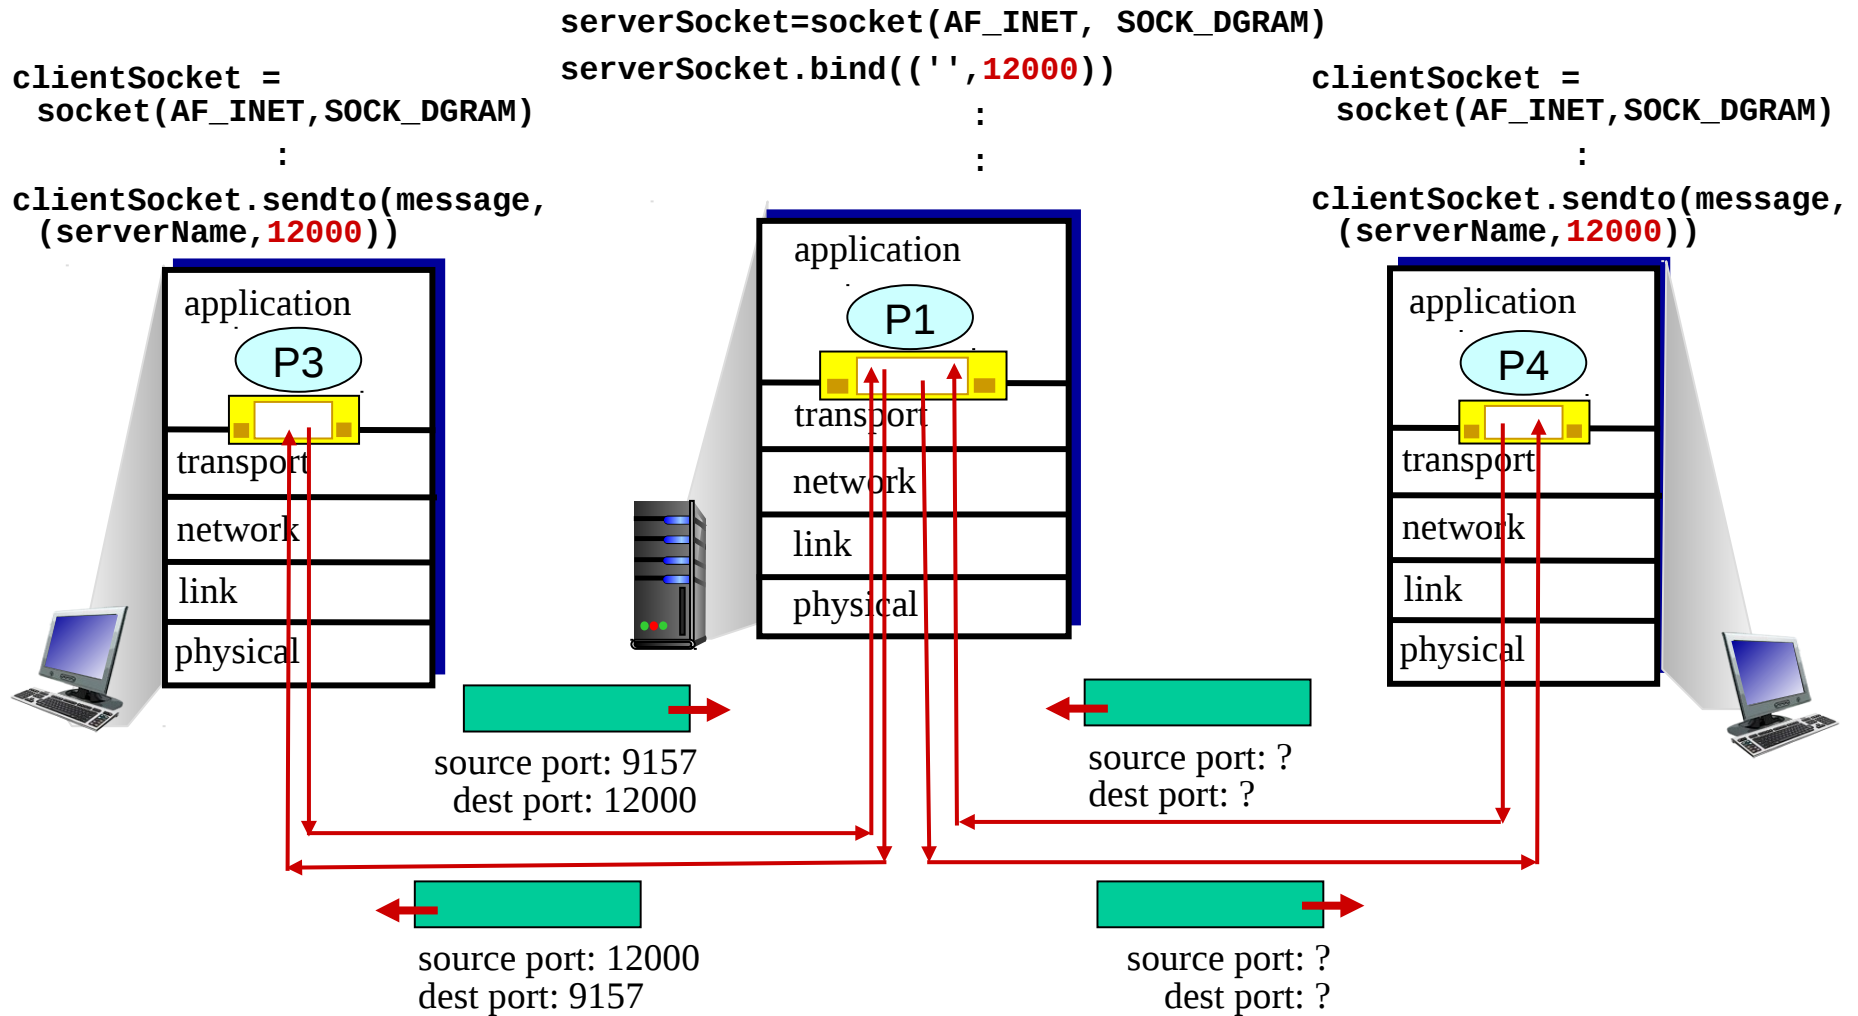 serverSocket=socket(AF_INET, SOCK_DGRAM)
serverSocket.bind(('',12000))
:
:
clientSocket =
socket(AF_INET,SOCK_DGRAM)
:
clientSocket.sendto(message,
(serverName,12000))
clientSocket =
socket(AF_INET,SOCK_DGRAM)
:
clientSocket.sendto(message,
(serverName,12000))
application
P3
transport
network
link
physical
application
P1
transport
network
link
physical
application
P4
transport
network
link
physical
source port: 9157
dest port: 12000
source port: ?
dest port: ?
source port: 12000
dest port: 9157
source port: ?
dest port: ?